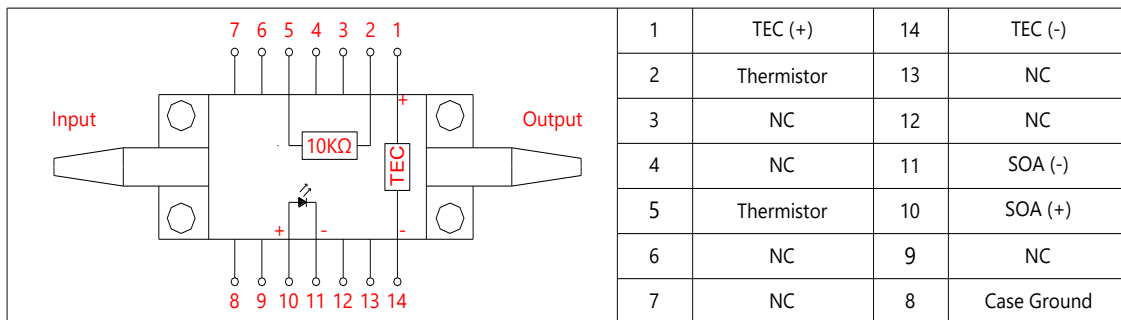 7 6 5 4 3 2 1
+
Input
Output
10KΩ
TEC
+ - -
8 9 10 11 12 13 14
1 TEC (+) 14 TEC (-)
2 Thermistor 13 NC
3 NC 12 NC
4 NC 11 SOA (-)
5 Thermistor 10 SOA (+)
6 NC 9 NC
7 NC 8 Case Ground